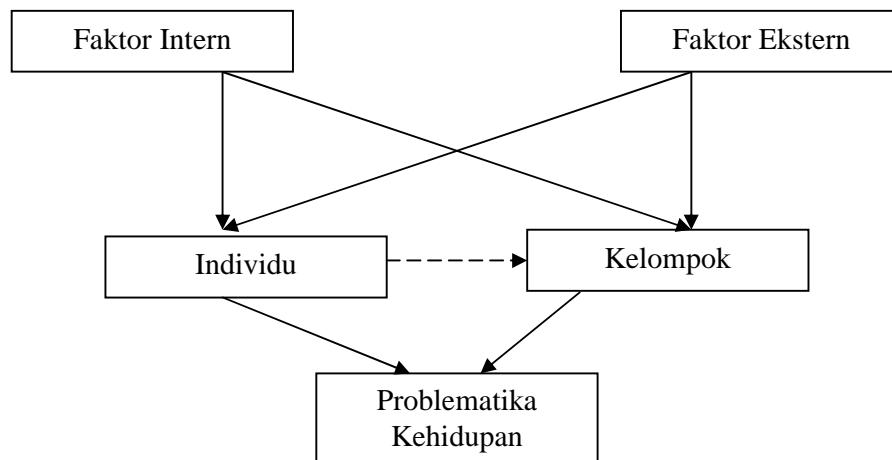 Faktor Intern
Faktor Ekstern
Individu
Kelompok
Problematika
Kehidupan